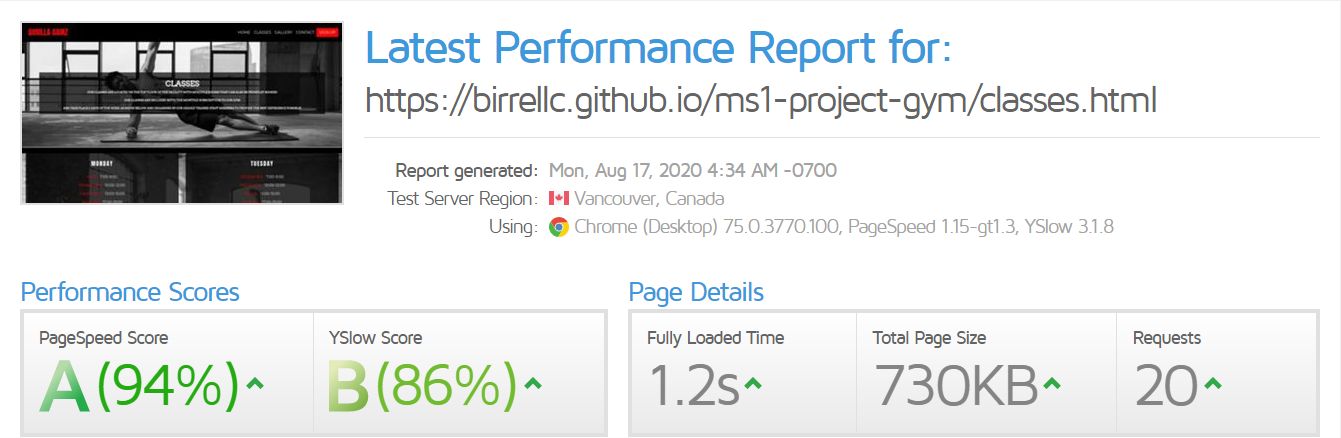 GORILLA GAINZ
HOME CLASSES GALLERY CONTACT SIGN UP
CLASSES
MONDAY TUESDAY
Latest Performance Report for:
https://birrellc.github.io/ms1-project-gym/classes.html
Report generated: Mon, Aug 17, 2020 4:34 AM -0700
Test Server Region: Vancouver, Canada
Using: Chrome (Desktop) 75.0.3770.100, PageSpeed 1.15-gt1.3, YSlow 3.1.8
Performance Scores
PageSpeed Score YSlow Score
A (94%) B (86%)
Page Details
Fully Loaded Time Total Page Size Requests
1.2s 730KB 20